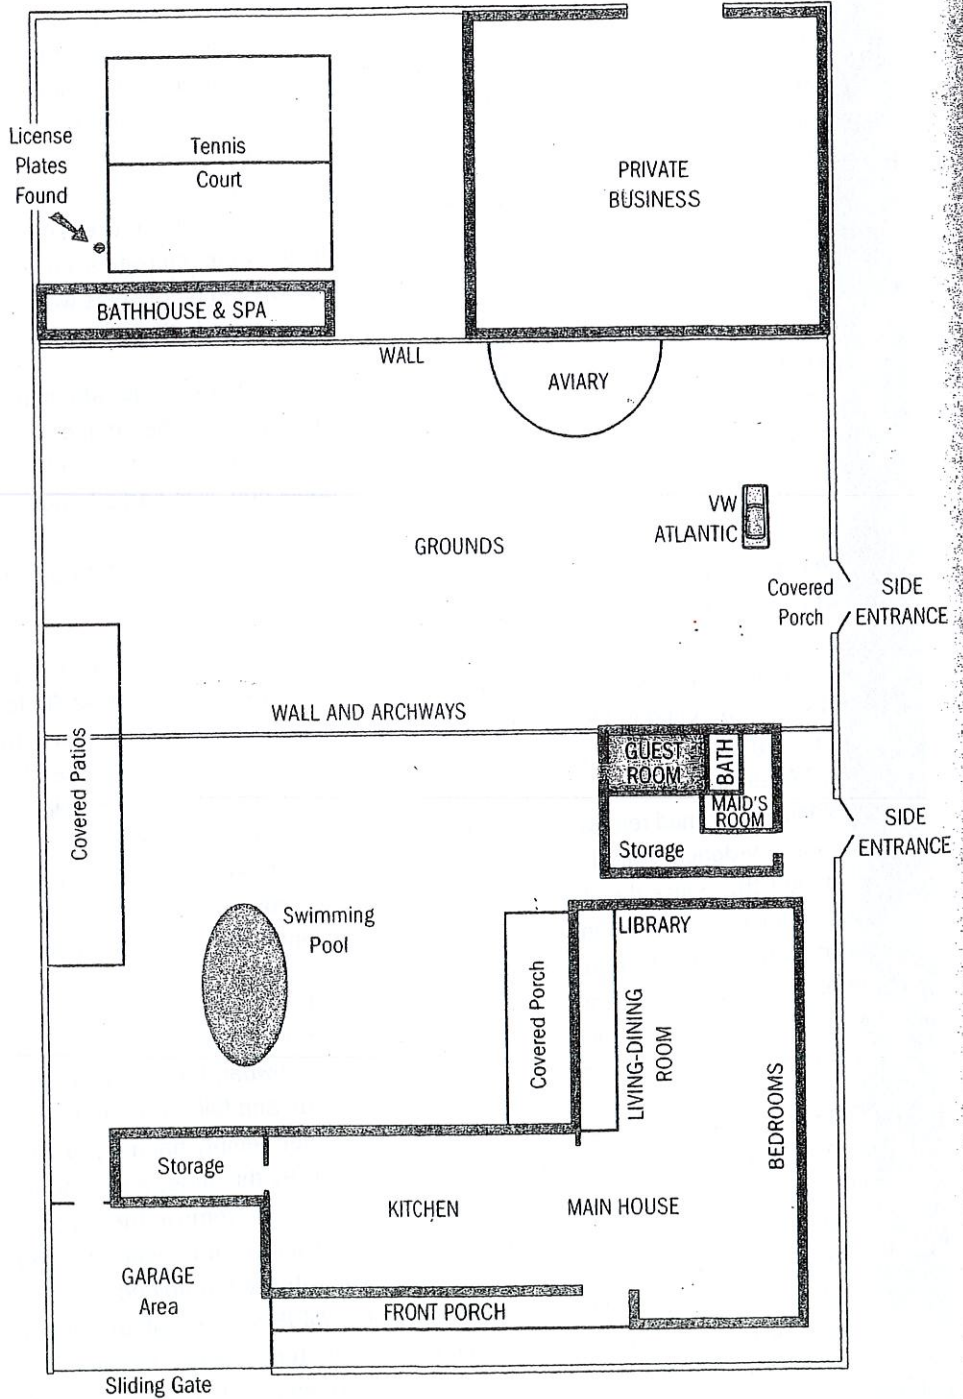 License
Plates
Found
Tennis
Court
PRIVATE
BUSINESS
BATHHOUSE & SPA
WALL
AVIARY
VW
ATLANTIC
GROUNDS
Covered
Porch
SIDE
ENTRANCE
WALL AND ARCHWAYS
Covered Patios
GUEST
ROOM
BATH
MAID'S
ROOM
Storage
SIDE
ENTRANCE
Swimming
Pool
LIBRARY
Covered Porch
LIVING-DINING
ROOM
BEDROOMS
Storage
KITCHEN
MAIN HOUSE
GARAGE
Area
FRONT PORCH
Sliding Gate